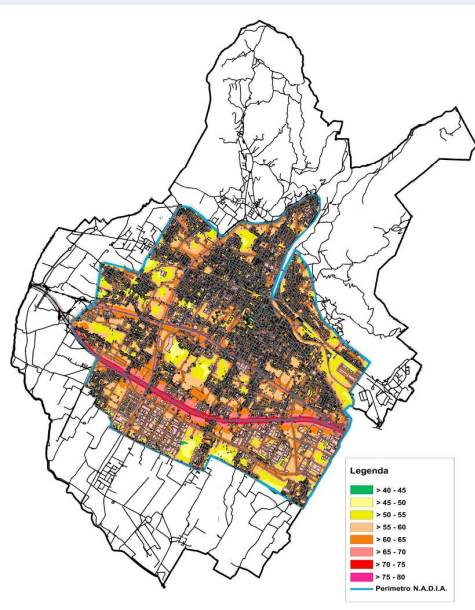 Legenda
> 40 - 45
> 45 - 50
> 50 - 55
> 55 - 60
> 60 - 65
> 65 - 70
> 70 - 75
> 75 - 80
Perimetro N.A.D.I.A.